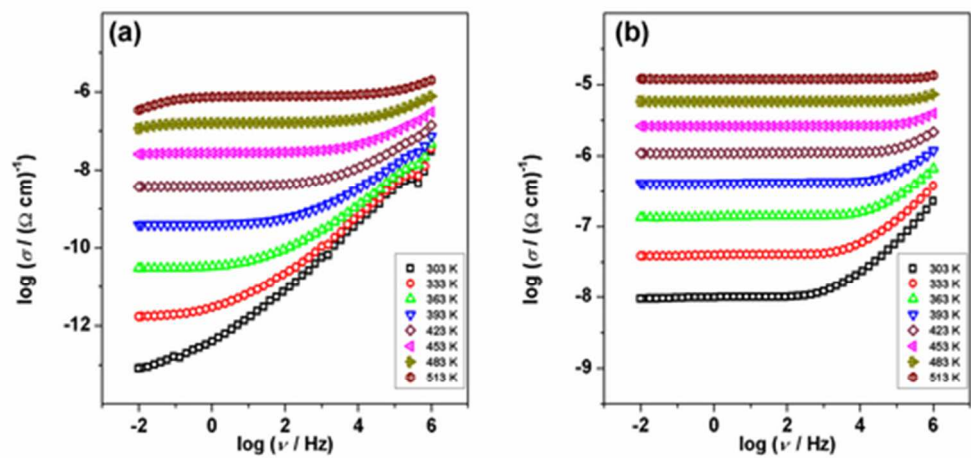 (a)
log (σ / (Ω cm)⁻¹)
-6
-8
-10
-12
-2 0 2 4 6
log (ν / Hz)
303 K
333 K
363 K
393 K
423 K
453 K
483 K
513 K
(b)
log (σ / (Ω cm)⁻¹)
-5
-6
-7
-8
-9
-2 0 2 4 6
log (ν / Hz)
303 K
333 K
363 K
393 K
423 K
453 K
483 K
513 K